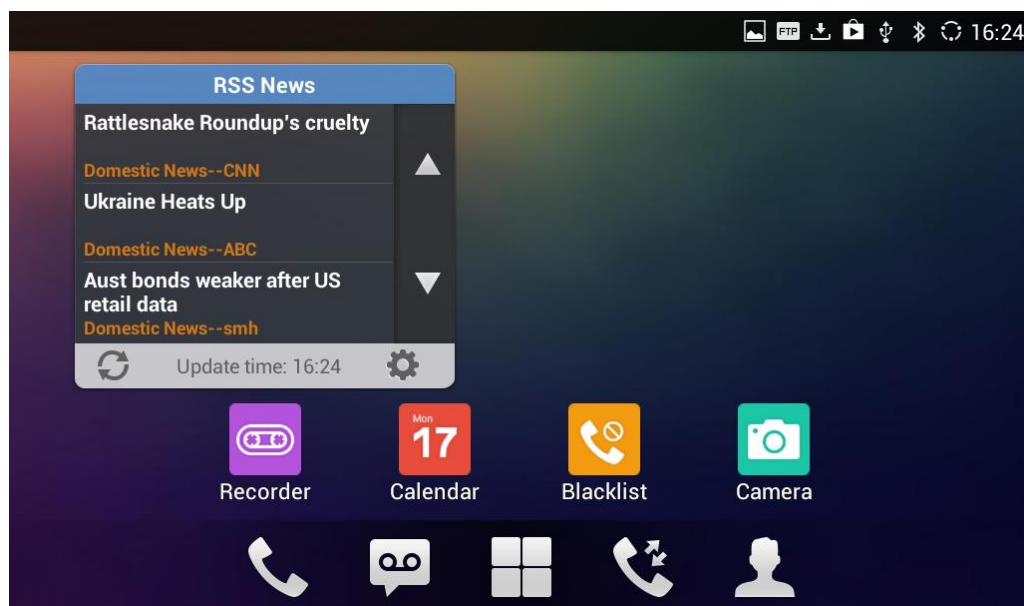 FTP
16:24
RSS News
Rattlesnake Roundup's cruelty
Domestic News--CNN
Ukraine Heats Up
Domestic News--ABC
Aust bonds weaker after US
retail data
Domestic News--smh
Update time: 16:24
Mon
17
Recorder
Calendar
Blacklist
Camera